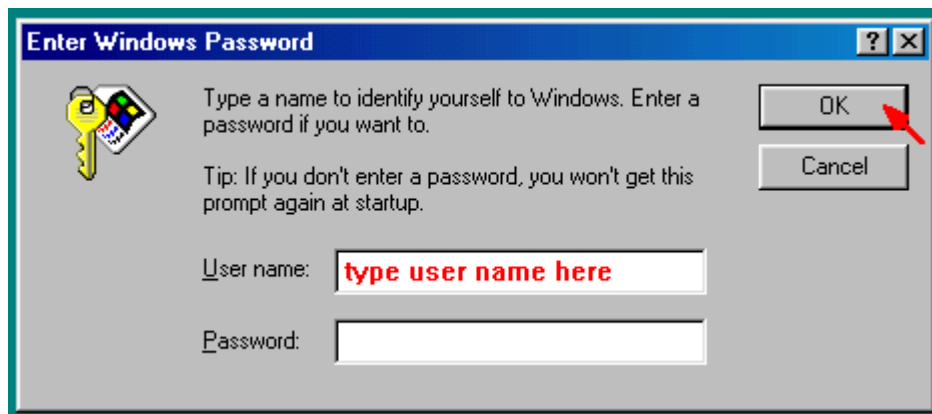 Enter Windows Password
Type a name to identify yourself to Windows. Enter a
password if you want to.
OK
Tip: If you don't enter a password, you won't get this
prompt again at startup.
Cancel
User name: type user name here
Password: